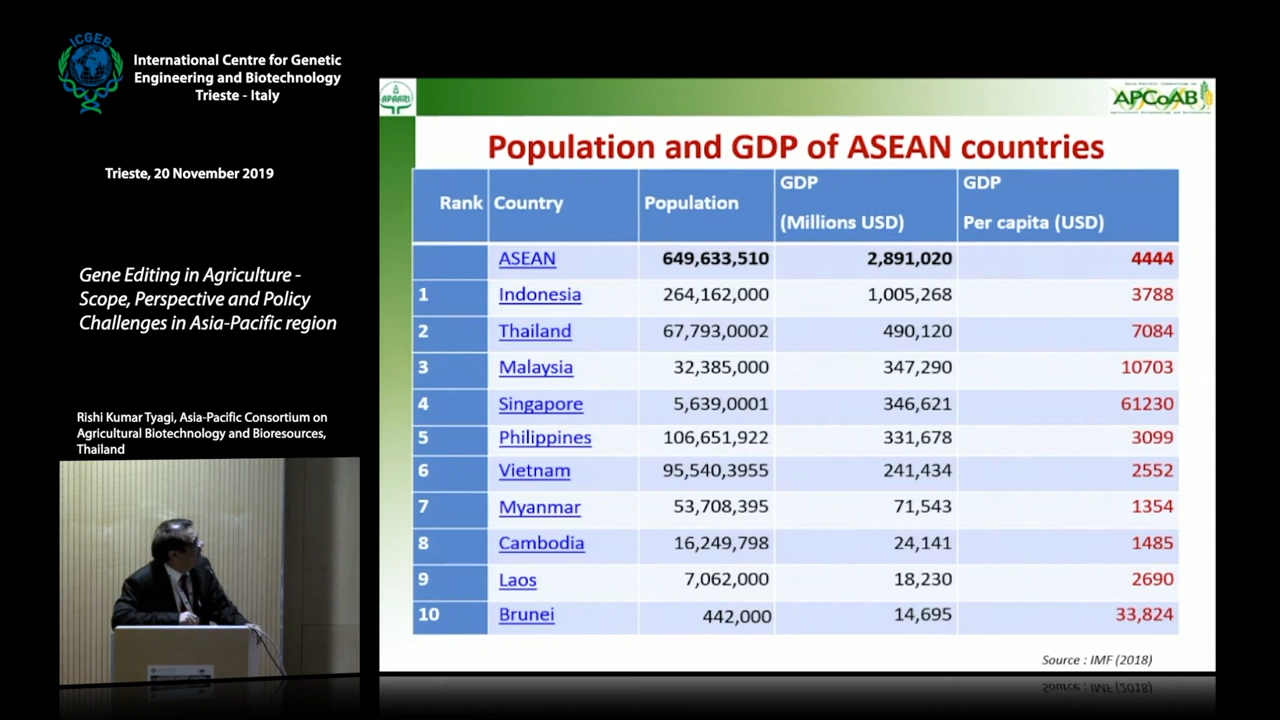 ICGEB
International Centre for Genetic
Engineering and Biotechnology
Trieste - Italy
Trieste, 20 November 2019
Gene Editing in Agriculture -
Scope, Perspective and Policy
Challenges in Asia-Pacific region
Rishi Kumar Tyagi, Asia-Pacific Consortium on
Agricultural Biotechnology and Bioresources,
Thailand
APAARI
APCoAB
Population and GDP of ASEAN countries
Rank Country Population GDP (Millions USD) GDP Per capita (USD)
ASEAN 649,633,510 2,891,020 4444
1 Indonesia 264,162,000 1,005,268 3788
2 Thailand 67,793,0002 490,120 7084
3 Malaysia 32,385,000 347,290 10703
4 Singapore 5,639,0001 346,621 61230
5 Philippines 106,651,922 331,678 3099
6 Vietnam 95,540,3955 241,434 2552
7 Myanmar 53,708,395 71,543 1354
8 Cambodia 16,249,798 24,141 1485
9 Laos 7,062,000 18,230 2690
10 Brunei 442,000 14,695 33,824
Source : IMF (2018)